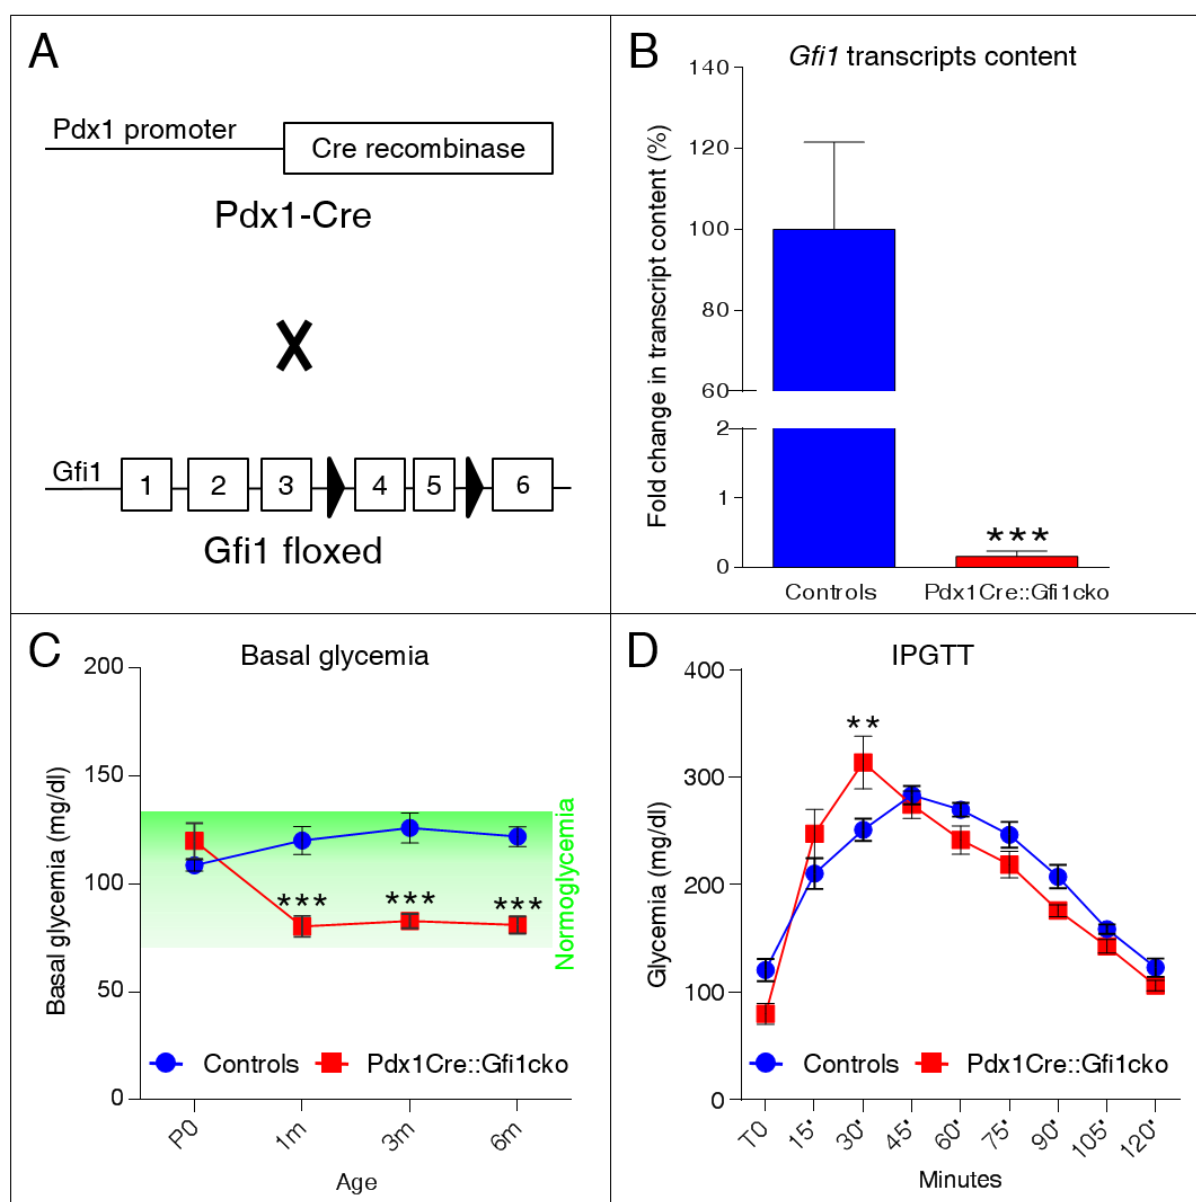 A
Pdx1 promoter
Cre recombinase
Pdx1-Cre
X
Gfi1
1 2 3 4 5 6
Gfi1 floxed
B
Gfi1 transcripts content
Fold change in transcript content (%)
140
120
100
80
60
2
1
0
***
Controls Pdx1Cre::Gfi1cko
C
Basal glycemia
Basal glycemia (mg/dl)
200
150
100
50
0
*** *** ***
Normoglycemia
Controls Pdx1Cre::Gfi1cko
P0 1m 3m 6m
Age
D
IPGTT
Glycemia (mg/dl)
400
300
200
100
0
**
Controls Pdx1Cre::Gfi1cko
T0 15' 30' 45' 60' 75' 90' 105' 120'
Minutes